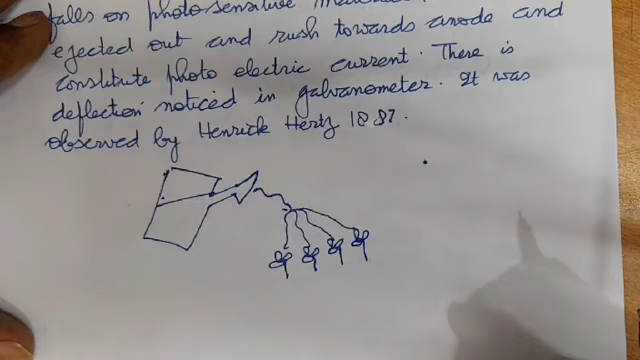 falls on photosensitive
ejected out and rush towards anode and
constitute photo electric current. There is
deflection noticed in galvanometer. It was
observed by Henrick Hertz 1887.